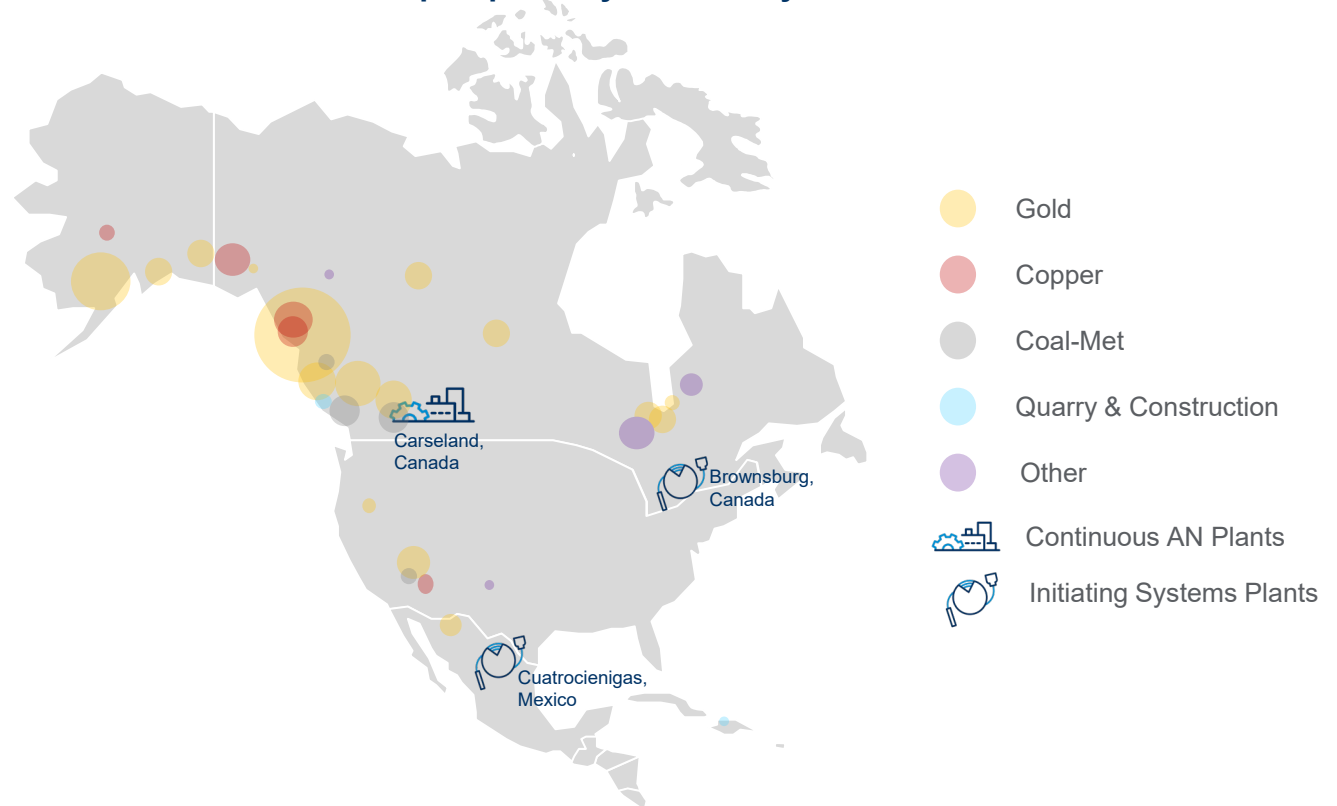 Gold
Copper
Coal-Met
Quarry & Construction
Other
Continuous AN Plants
Initiating Systems Plants
Carseland,
Canada
Brownsburg,
Canada
Cuatrocienigas,
Mexico